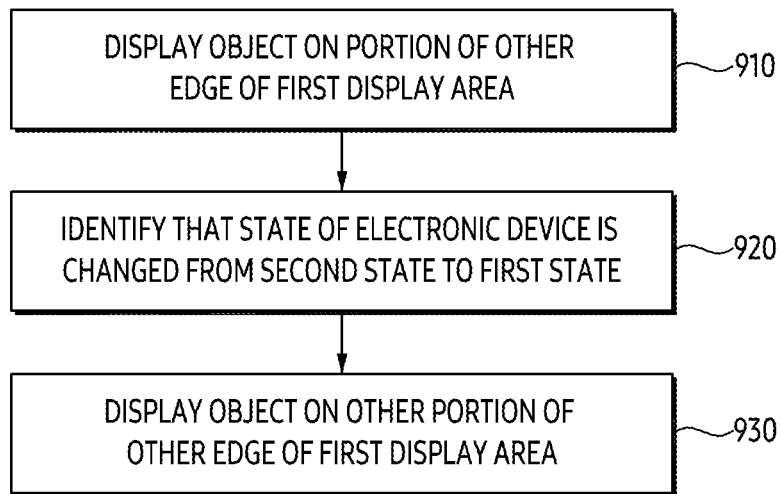 DISPLAY OBJECT ON PORTION OF OTHER
EDGE OF FIRST DISPLAY AREA
910
IDENTIFY THAT STATE OF ELECTRONIC DEVICE IS
CHANGED FROM SECOND STATE TO FIRST STATE
920
DISPLAY OBJECT ON OTHER PORTION OF
OTHER EDGE OF FIRST DISPLAY AREA
930